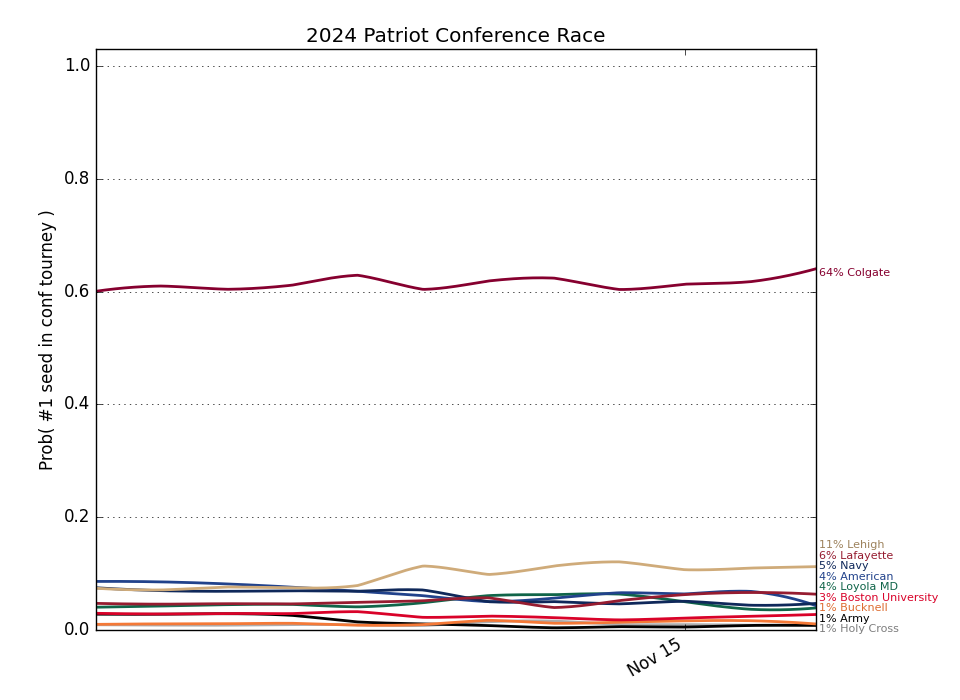 2024 Patriot Conference Race
Prob( #1 seed in conf tourney )
1.0
0.8
0.6
0.4
0.2
0.0
Nov 15
64% Colgate
11% Lehigh
6% Lafayette
5% Navy
4% American
4% Loyola MD
3% Boston University
1% Bucknell
1% Army
1% Holy Cross